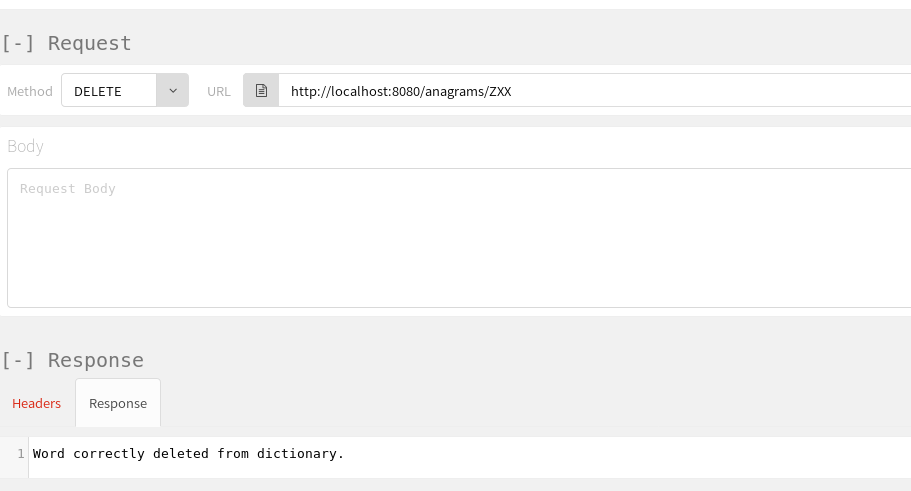 [-] Request
Method DELETE URL http://localhost:8080/anagrams/ZXX
Body
Request Body
[-] Response
Headers Response
1 Word correctly deleted from dictionary.